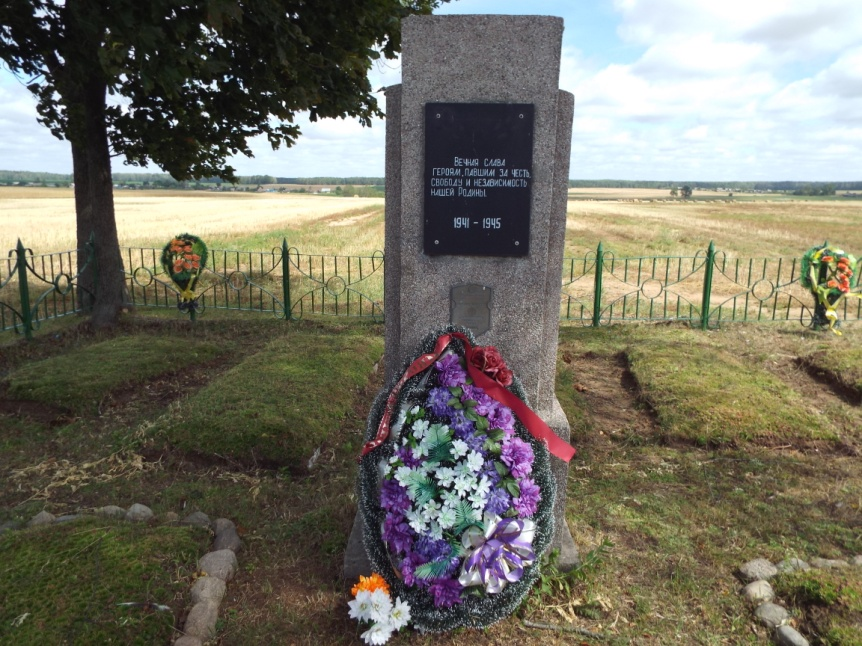 Вечная слава
героям, павшим за честь,
свободу и независимость
нашей Родины.
1941 - 1945